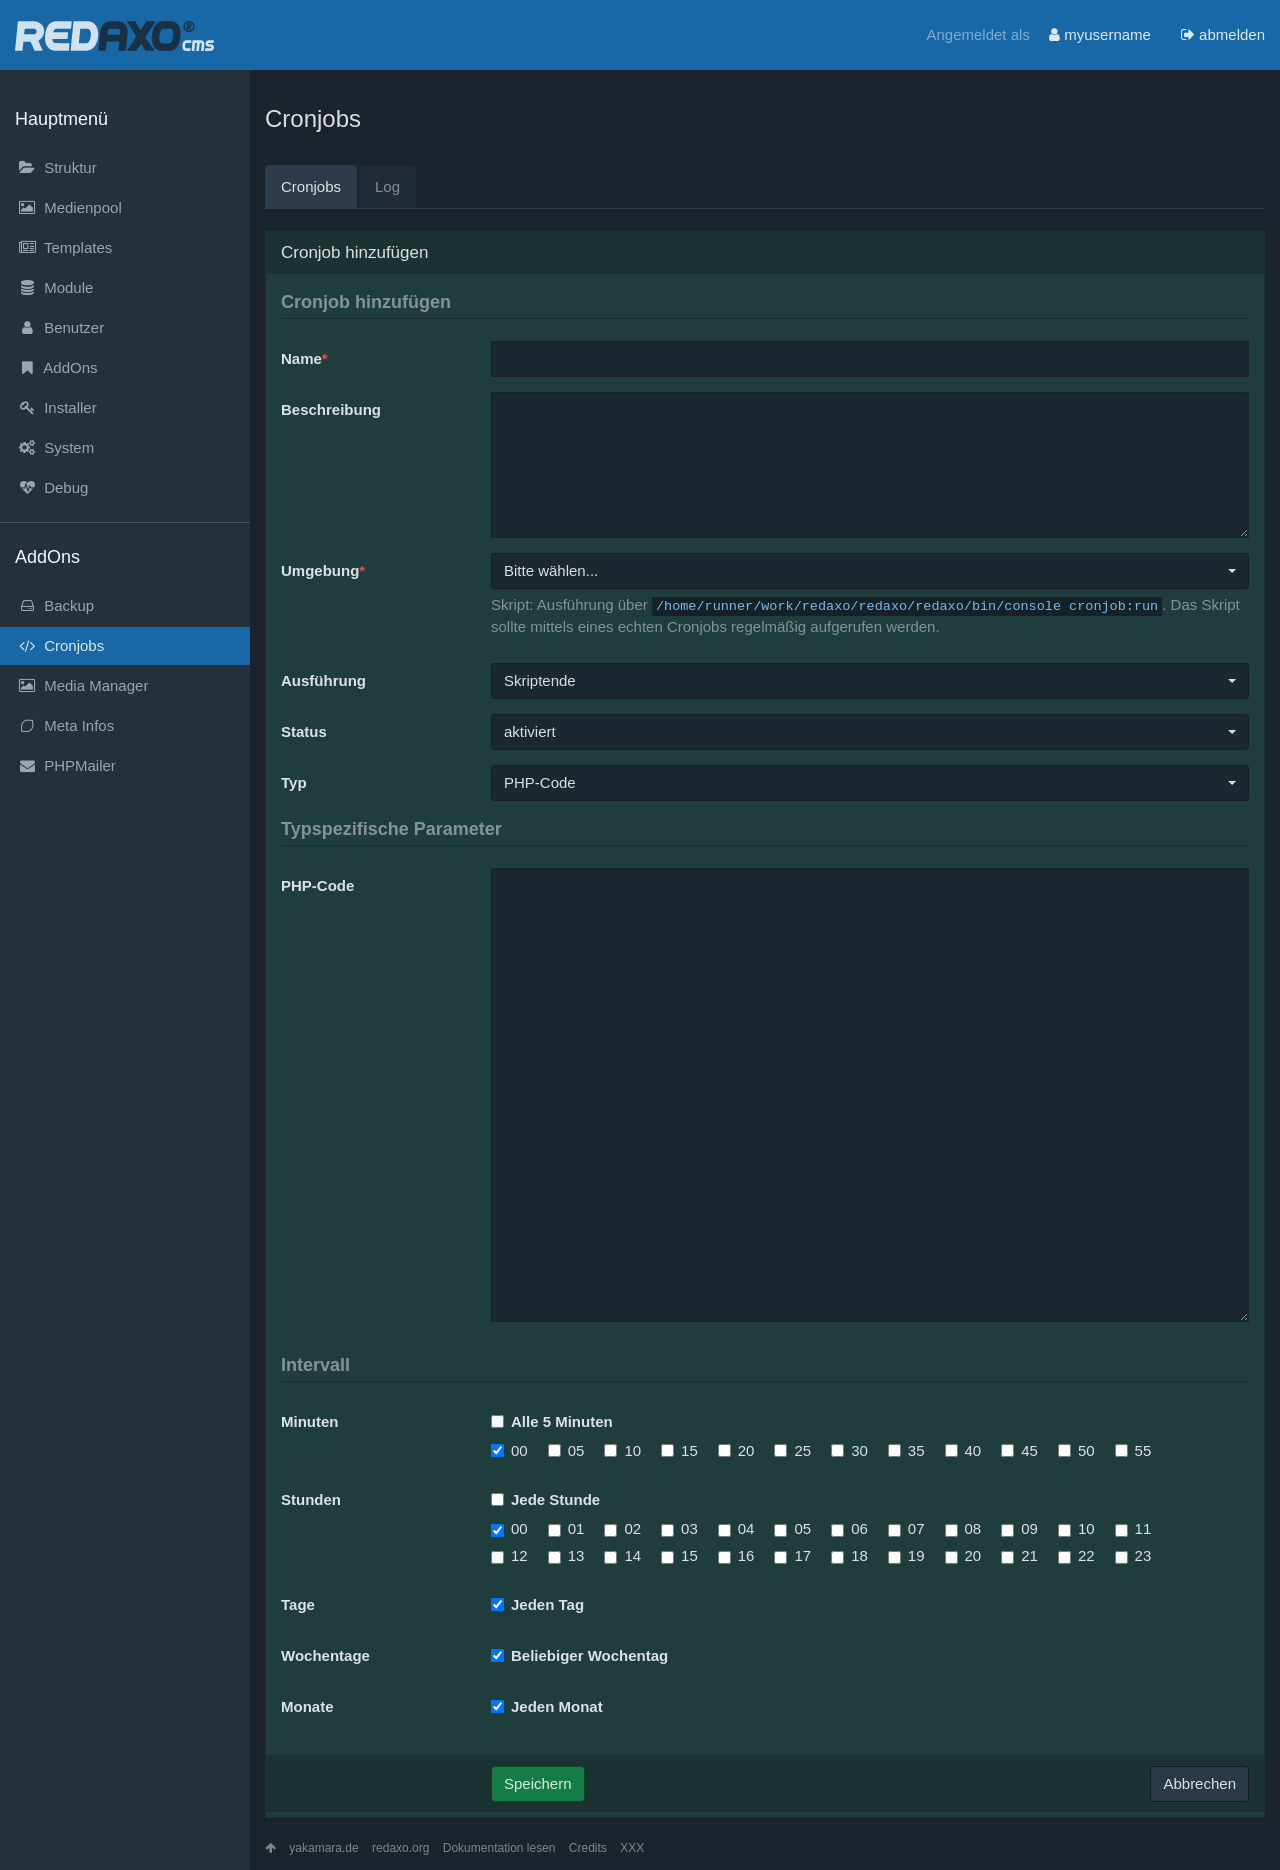 REDAXO® cms
Angemeldet als myusername abmelden
Hauptmenü
Struktur
Medienpool
Templates
Module
Benutzer
AddOns
Installer
System
Debug
AddOns
Backup
Cronjobs
Media Manager
Meta Infos
PHPMailer
Cronjobs
Cronjobs Log
Cronjob hinzufügen
Cronjob hinzufügen
Name*
Beschreibung
Umgebung* Bitte wählen...
Skript: Ausführung über /home/runner/work/redaxo/redaxo/redaxo/bin/console cronjob:run. Das Skript
sollte mittels eines echten Cronjobs regelmäßig aufgerufen werden.
Ausführung Skriptende
Status aktiviert
Typ PHP-Code
Typspezifische Parameter
PHP-Code
Intervall
Minuten Alle 5 Minuten
00 05 10 15 20 25 30 35 40 45 50 55
Stunden Jede Stunde
00 01 02 03 04 05 06 07 08 09 10 11
12 13 14 15 16 17 18 19 20 21 22 23
Tage Jeden Tag
Wochentage Beliebiger Wochentag
Monate Jeden Monat
Speichern Abbrechen
yakamara.de redaxo.org Dokumentation lesen Credits XXX